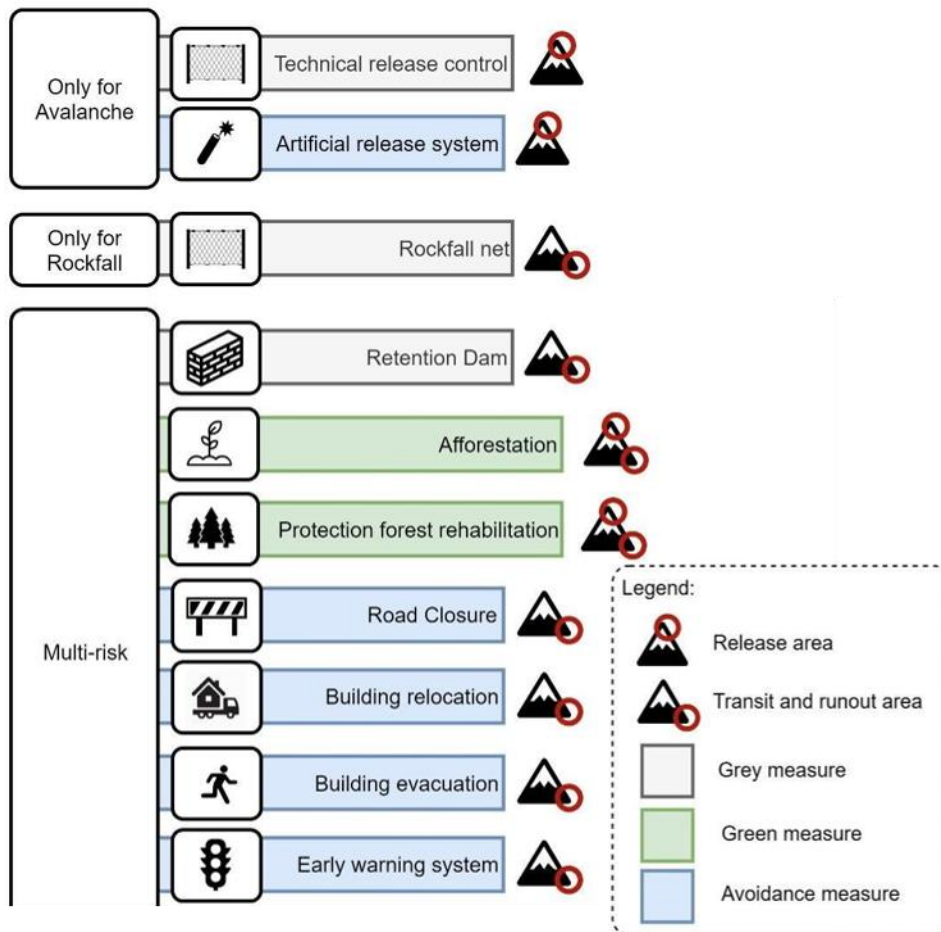 Only for
Avalanche
Technical release control
Artificial release system
Only for
Rockfall
Rockfall net
Multi-risk
Retention Dam
Afforestation
Protection forest rehabilitation
Road Closure
Building relocation
Building evacuation
Early warning system
Legend:
Release area
Transit and runout area
Grey measure
Green measure
Avoidance measure